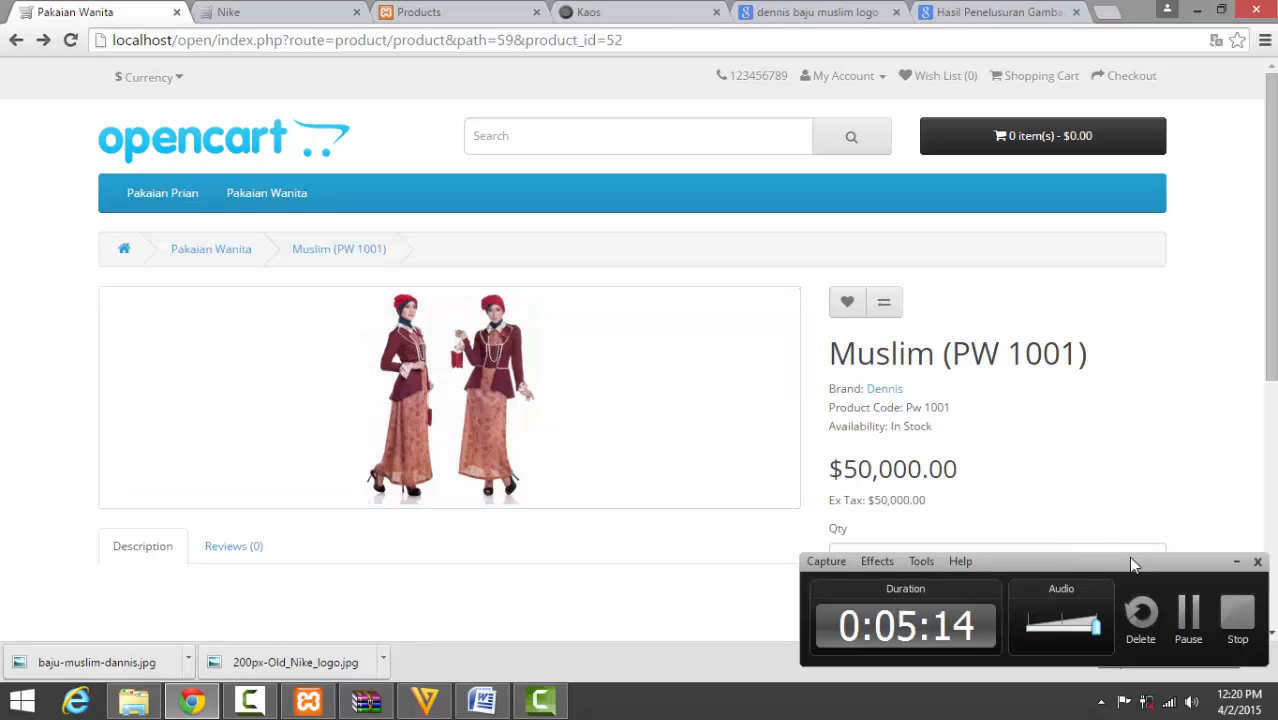 Pakaian Wanita
Nike
Products
Kaos
dennis baju muslim logo
Hasil Penelusuran Gamba
localhost/open/index.php?route=product/product&path=59&product_id=52
$ Currency
123456789
My Account
Wish List (0)
Shopping Cart
Checkout
opencart
Search
0 item(s) - $0.00
Pakaian Prian
Pakaian Wanita
Pakaian Wanita
Muslim (PW 1001)
Muslim (PW 1001)
Brand: Dennis
Product Code: Pw 1001
Availability: In Stock
$50,000.00
Ex Tax: $50,000.00
Qty
Description
Reviews (0)
Capture Effects Tools Help
Duration
0:05:14
Audio
Delete
Pause
Stop
baju-muslim-dannis.jpg
200px-Old_Nike_logo.jpg
12:20 PM
4/2/2015